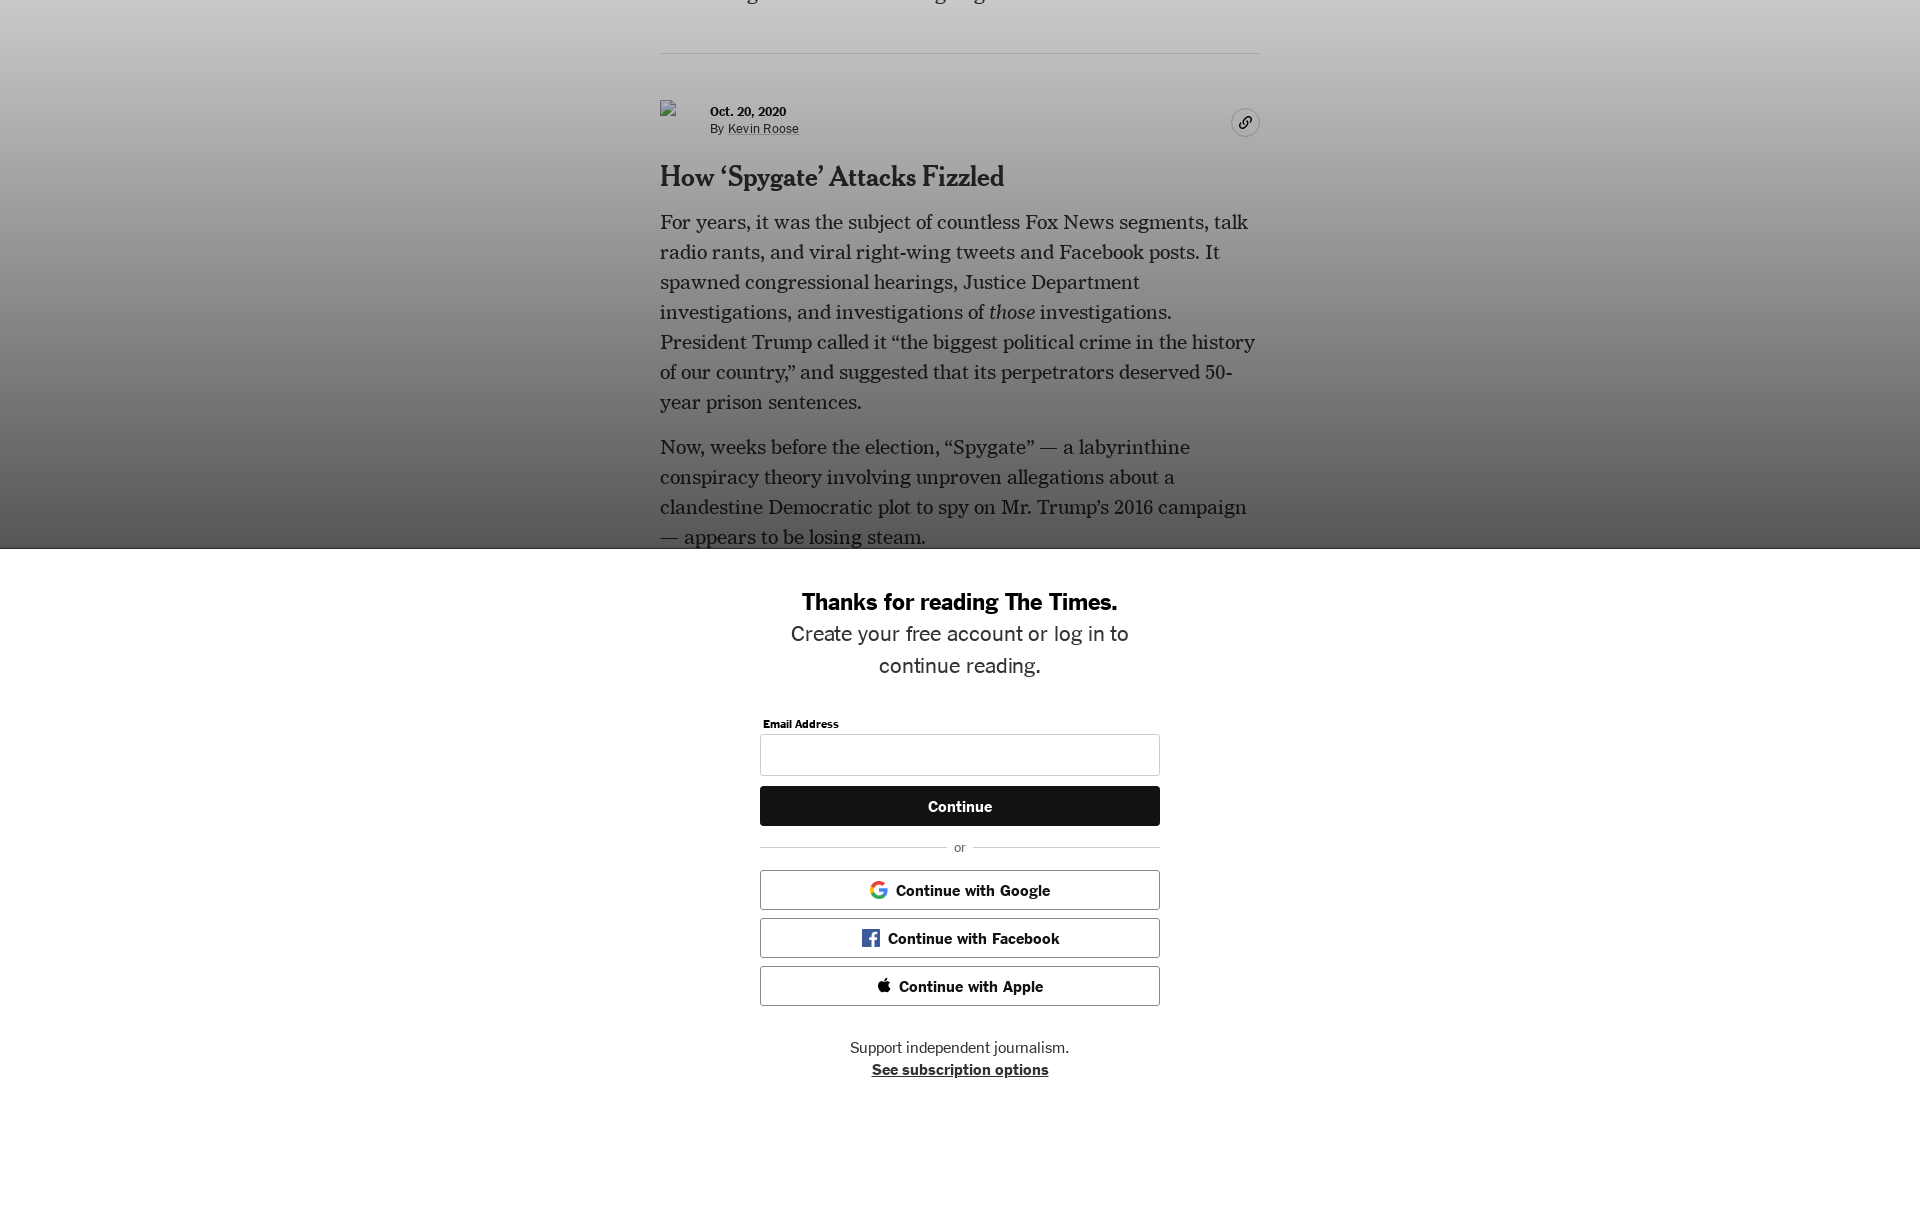 Oct. 20, 2020
By Kevin Roose
How ‘Spygate’ Attacks Fizzled
For years, it was the subject of countless Fox News segments, talk
radio rants, and viral right-wing tweets and Facebook posts. It
spawned congressional hearings, Justice Department
investigations, and investigations of those investigations.
President Trump called it “the biggest political crime in the history
of our country,” and suggested that its perpetrators deserved 50-
year prison sentences.
Now, weeks before the election, “Spygate” — a labyrinthine
conspiracy theory involving unproven allegations about a
clandestine Democratic plot to spy on Mr. Trump’s 2016 campaign
— appears to be losing steam.
Thanks for reading The Times.
Create your free account or log in to
continue reading.
Email Address
Continue
or
Continue with Google
Continue with Facebook
Continue with Apple
Support independent journalism.
See subscription options